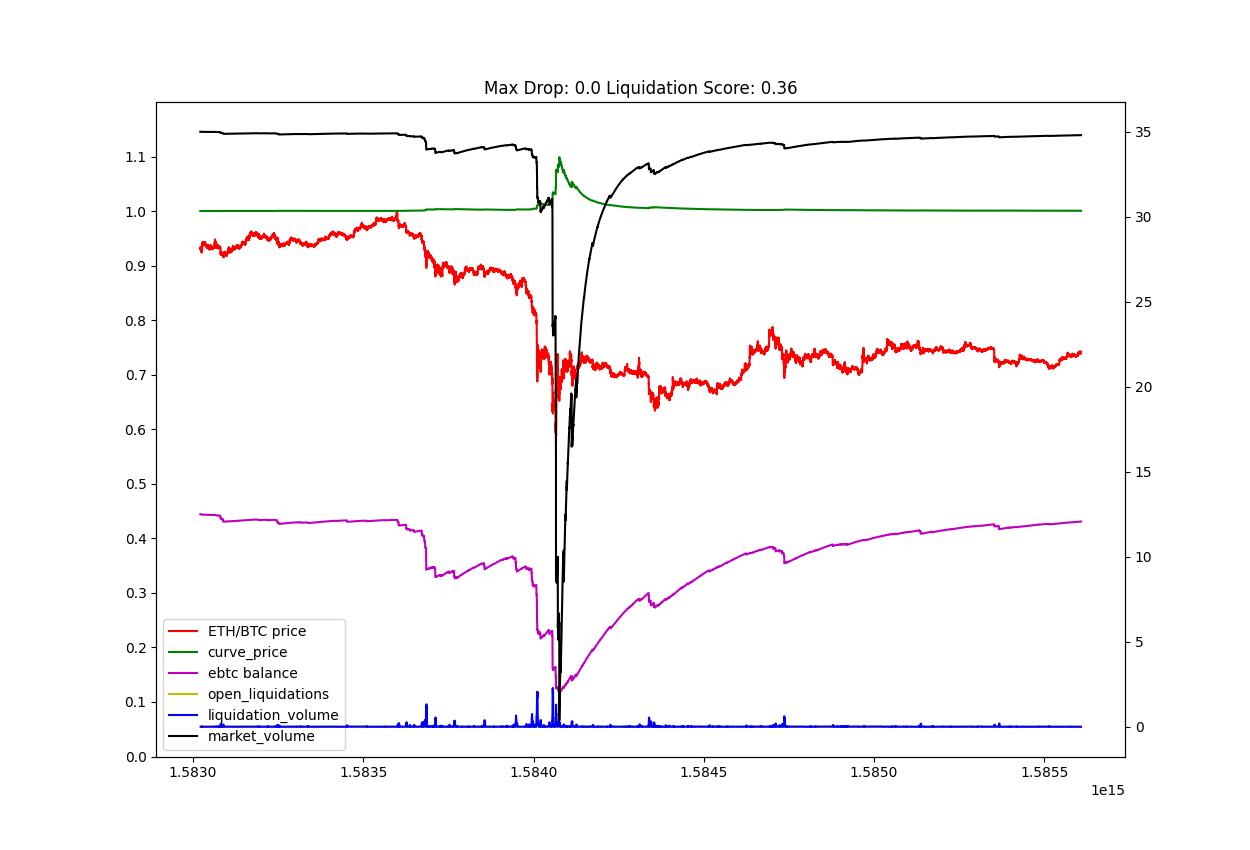 Max Drop: 0.0 Liquidation Score: 0.36
1.1
1.0
0.9
0.8
0.7
0.6
0.5
0.4
0.3
0.2
0.1
0.0
35
30
25
20
15
10
5
0
ETH/BTC price
curve_price
ebtc balance
open_liquidations
liquidation_volume
market_volume
1.5830 1.5835 1.5840 1.5845 1.5850 1.5855
1e15